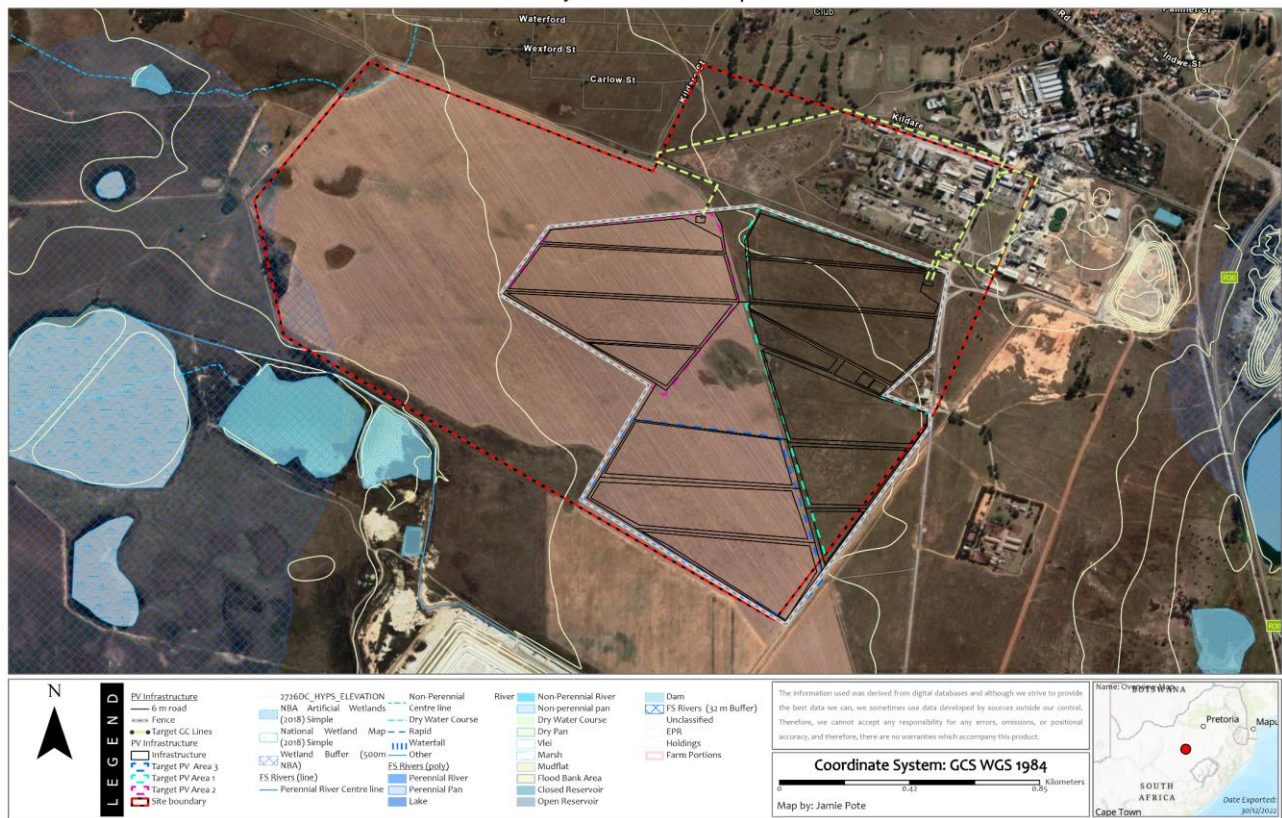 Waterford
Club
Wexford St
Carlow St
Kildare
Indwe St
Rd
R30
R30
N
LEGEND
PV Infrastructure
6 m road
Fence
Target GC Lines
PV Infrastructure
Infrastructure
Target PV Area 3
Target PV Area 1
Target PV Area 2
Site boundary
2726DC_HYPS_ELEVATION
NBA Artificial Wetlands
(2018) Simple
National Wetland Map
(2018) Simple
Wetland Buffer (500m
NBA)
FS Rivers (line)
Perennial River Centre line
Non-Perennial River
Centre line
Dry Water Course
Rapid
Waterfall
Other
FS Rivers (poly)
Perennial River
Perennial Pan
Lake
Non-Perennial River
Non-perennial pan
Dry Water Course
Dry Pan
Vlei
Marsh
Mudflat
Flood Bank Area
Closed Reservoir
Open Reservoir
Dam
FS Rivers (32 m Buffer)
Unclassified
EPR
Holdings
Farm Portions
The information used was derived from digital databases and although we strive to provide
the best data we can, we sometimes use data developed by sources outside our control.
Therefore, we cannot accept any responsibility for any errors, omissions, or positional
accuracy, and therefore, there are no warranties which accompany this product.
Coordinate System: GCS WGS 1984
Kilometers
0 0.42 0.85
Map by: Jamie Pote
Name: Overview Map
BOTSWANA
Pretoria
Mapu
SOUTH
AFRICA
Cape Town
Date Exported:
30/12/2022